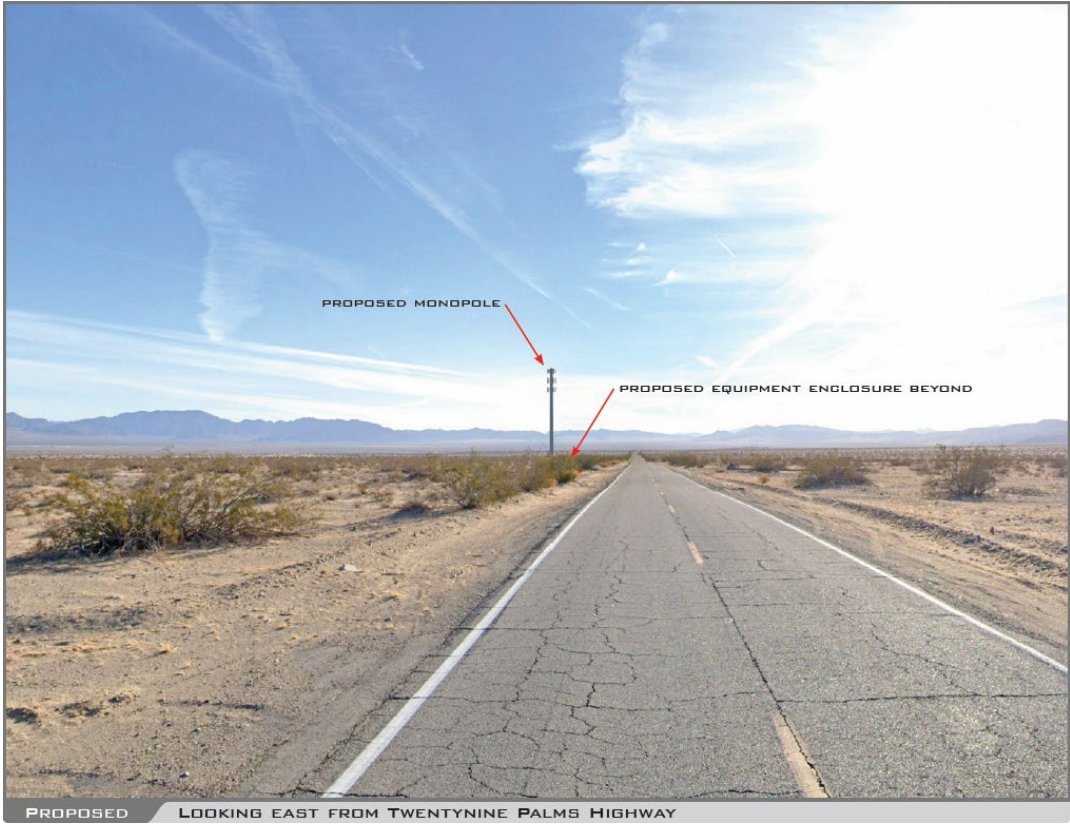 PROPOSED MONOPOLE
PROPOSED EQUIPMENT ENCLOSURE BEYOND
PROPOSED LOOKING EAST FROM TWENTYNINE PALMS HIGHWAY